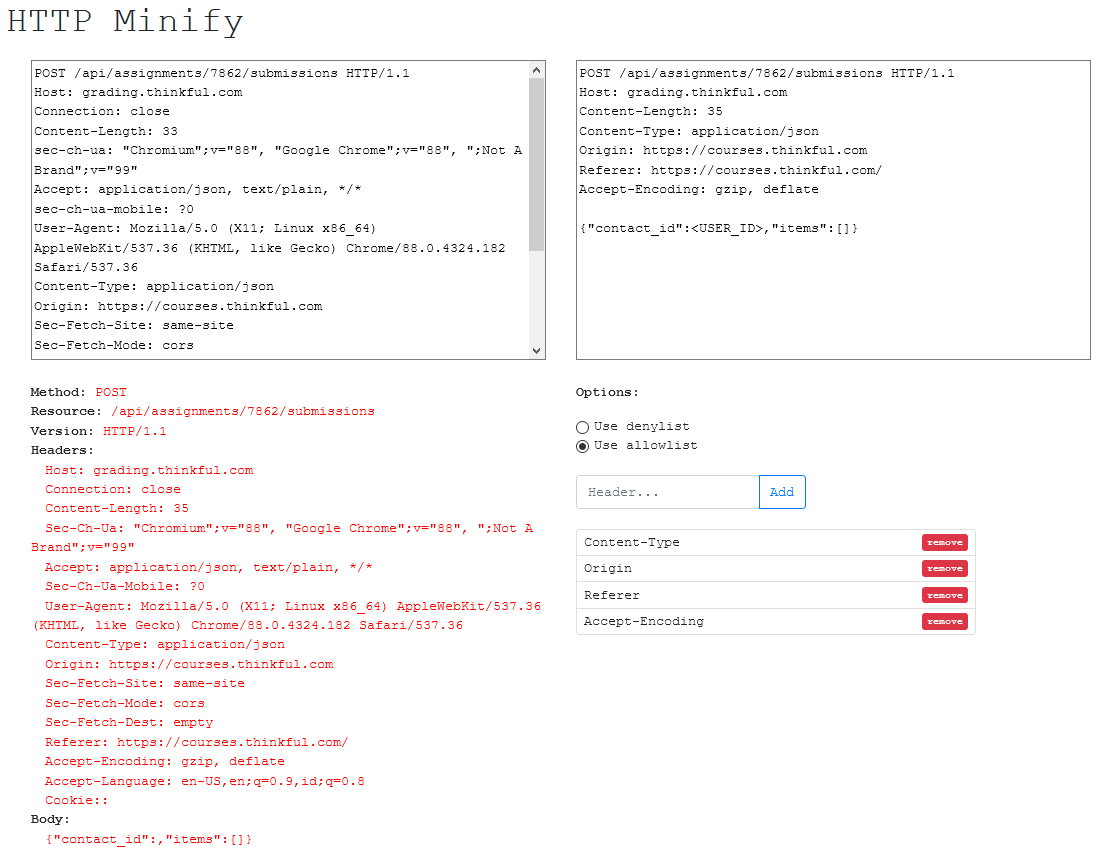 HTTP Minify
POST /api/assignments/7862/submissions HTTP/1.1
Host: grading.thinkful.com
Connection: close
Content-Length: 33
sec-ch-ua: "Chromium";v="88", "Google Chrome";v="88", ";Not A
Brand";v="99"
Accept: application/json, text/plain, */*
sec-ch-ua-mobile: ?0
User-Agent: Mozilla/5.0 (X11; Linux x86_64)
AppleWebKit/537.36 (KHTML, like Gecko) Chrome/88.0.4324.182
Safari/537.36
Content-Type: application/json
Origin: https://courses.thinkful.com
Sec-Fetch-Site: same-site
Sec-Fetch-Mode: cors
POST /api/assignments/7862/submissions HTTP/1.1
Host: grading.thinkful.com
Content-Length: 35
Content-Type: application/json
Origin: https://courses.thinkful.com
Referer: https://courses.thinkful.com/
Accept-Encoding: gzip, deflate
{"contact_id":<USER_ID>,"items":[]}
Method: POST
Resource: /api/assignments/7862/submissions
Version: HTTP/1.1
Headers:
Host: grading.thinkful.com
Connection: close
Content-Length: 35
Sec-Ch-Ua: "Chromium";v="88", "Google Chrome";v="88", ";Not A
Brand";v="99"
Accept: application/json, text/plain, */*
Sec-Ch-Ua-Mobile: ?0
User-Agent: Mozilla/5.0 (X11; Linux x86_64) AppleWebKit/537.36
(KHTML, like Gecko) Chrome/88.0.4324.182 Safari/537.36
Content-Type: application/json
Origin: https://courses.thinkful.com
Sec-Fetch-Site: same-site
Sec-Fetch-Mode: cors
Sec-Fetch-Dest: empty
Referer: https://courses.thinkful.com/
Accept-Encoding: gzip, deflate
Accept-Language: en-US,en;q=0.9,id;q=0.8
Cookie::
Body:
{"contact_id":,"items":[]}
Options:
Use denylist
Use allowlist
Header... Add
Content-Type remove
Origin remove
Referer remove
Accept-Encoding remove